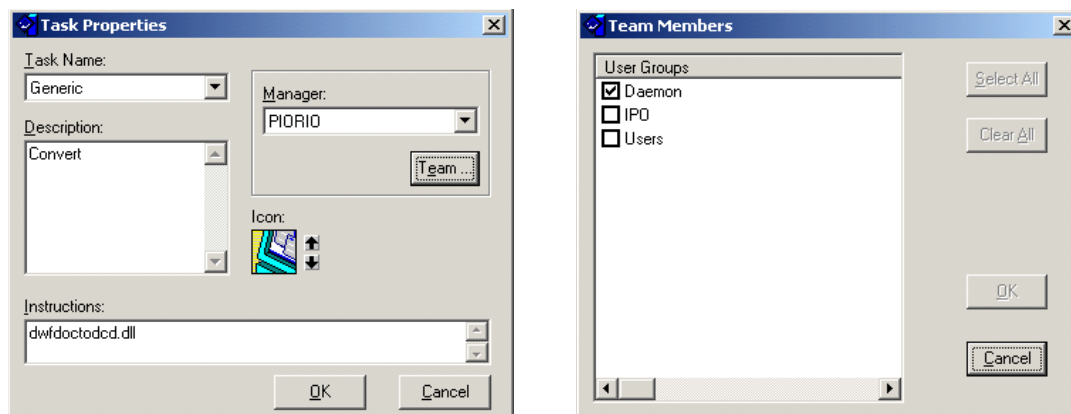 Task Properties
Task Name:
Generic
Description:
Convert
Manager:
PIORIO
Team ...
Icon:
Instructions:
dwfdoctodcd.dll
OK
Cancel
Team Members
User Groups
Daemon
IPO
Users
Select All
Clear All
OK
Cancel